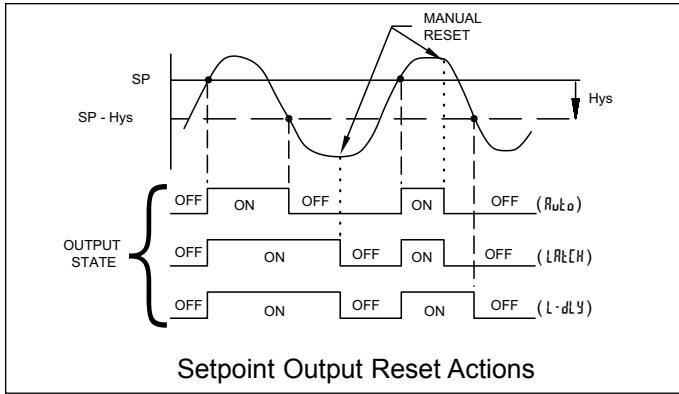 MANUAL
RESET
SP
Hys
SP - Hys
OFF ON OFF ON OFF (Auto)
OUTPUT
STATE
OFF ON OFF ON OFF (LAtCH)
OFF ON OFF ON OFF (L-dLY)
Setpoint Output Reset Actions